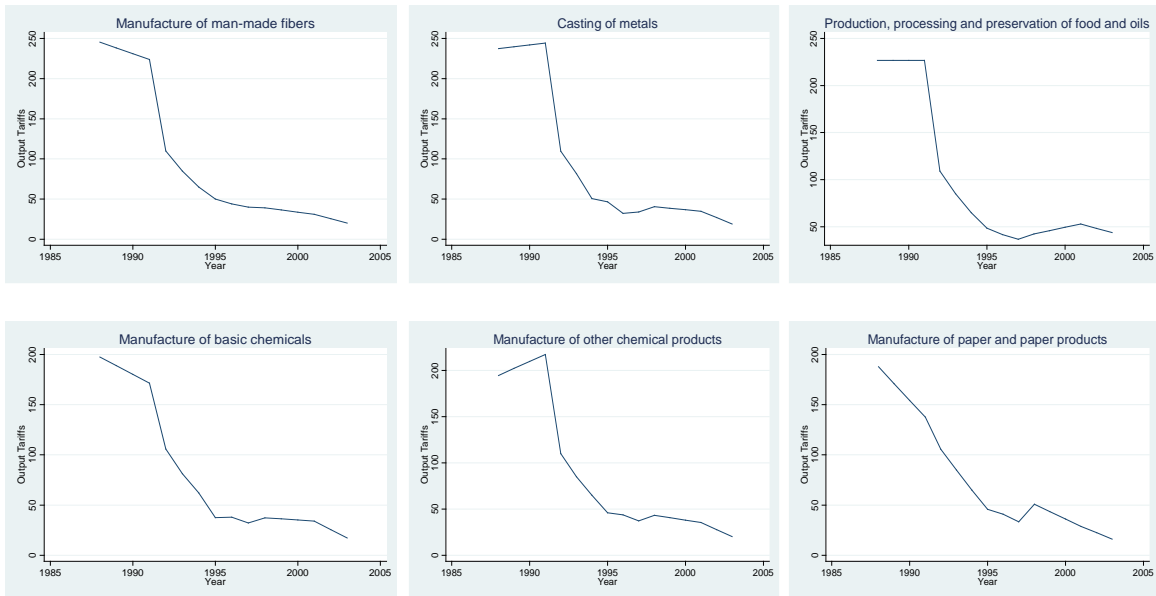 Manufacture of man-made fibers
Output Tariffs
250
200
150
100
50
0
1985 1990 1995 2000 2005
Year
Casting of metals
Output Tariffs
250
200
150
100
50
0
1985 1990 1995 2000 2005
Year
Production, processing and preservation of food and oils
Output Tariffs
250
200
150
100
50
1985 1990 1995 2000 2005
Year
Manufacture of basic chemicals
Output Tariffs
200
150
100
50
0
1985 1990 1995 2000 2005
Year
Manufacture of other chemical products
Output Tariffs
200
150
100
50
0
1985 1990 1995 2000 2005
Year
Manufacture of paper and paper products
Output Tariffs
200
150
100
50
0
1985 1990 1995 2000 2005
Year